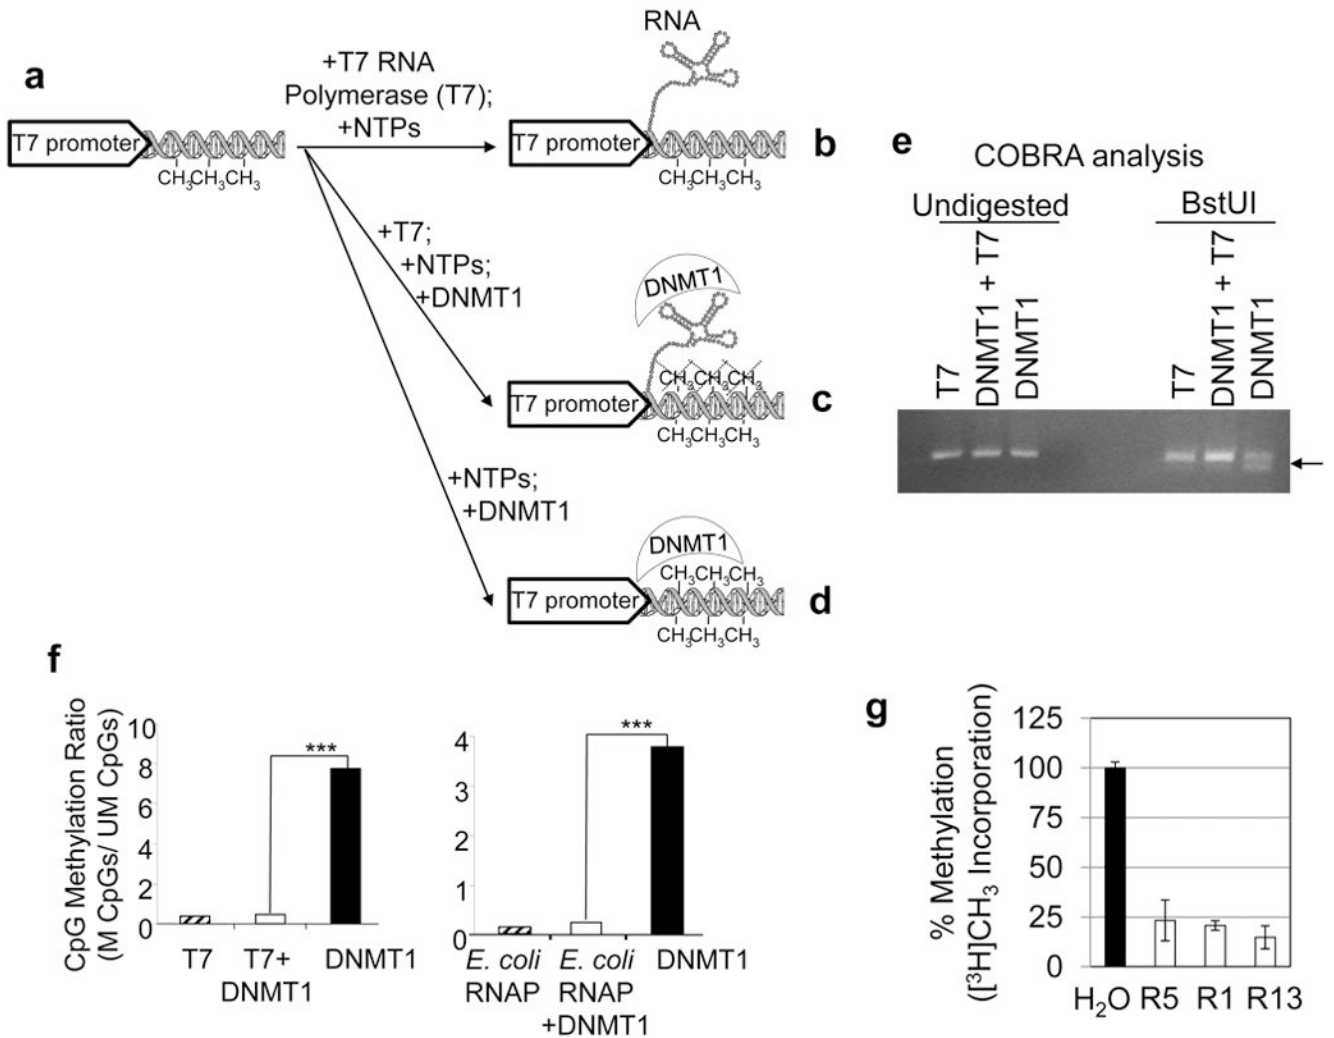 a
T7 promoter
CH₃CH₃CH₃
+T7 RNA
Polymerase (T7);
+NTPs
RNA
T7 promoter
CH₃CH₃CH₃
b
+T7;
+NTPs;
+DNMT1
DNMT1
CH₃CH₃CH₃
T7 promoter
CH₃CH₃CH₃
c
+NTPs;
+DNMT1
DNMT1
CH₃CH₃CH₃
T7 promoter
CH₃CH₃CH₃
d
e
COBRA analysis
Undigested
BstUI
T7
DNMT1 + T7
DNMT1
T7
DNMT1 + T7
DNMT1
f
CpG Methylation Ratio
(M CpGs/ UM CpGs)
10
8
6
4
2
0
***
T7
T7+
DNMT1
DNMT1
4
3
2
1
0
***
E. coli
RNAP
E. coli
RNAP
+DNMT1
DNMT1
g
% Methylation
([³H]CH₃ Incorporation)
125
100
75
50
25
0
H₂O R5 R1 R13